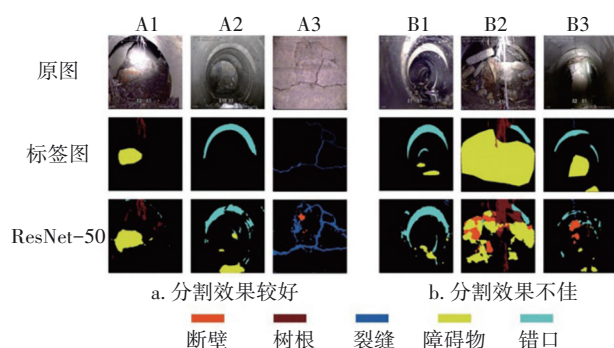 A1 A2 A3 B1 B2 B3
原图
标签图
ResNet-50
a. 分割效果较好 b. 分割效果不佳
断壁 树根 裂缝 障碍物 错口